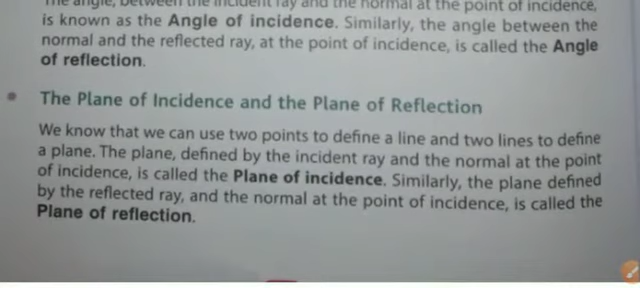 The angle, between the incident ray and the normal at the point of incidence,
is known as the Angle of incidence. Similarly, the angle between the
normal and the reflected ray, at the point of incidence, is called the Angle
of reflection.
• The Plane of Incidence and the Plane of Reflection
We know that we can use two points to define a line and two lines to define
a plane. The plane, defined by the incident ray and the normal at the point
of incidence, is called the Plane of incidence. Similarly, the plane defined
by the reflected ray, and the normal at the point of incidence, is called the
Plane of reflection.